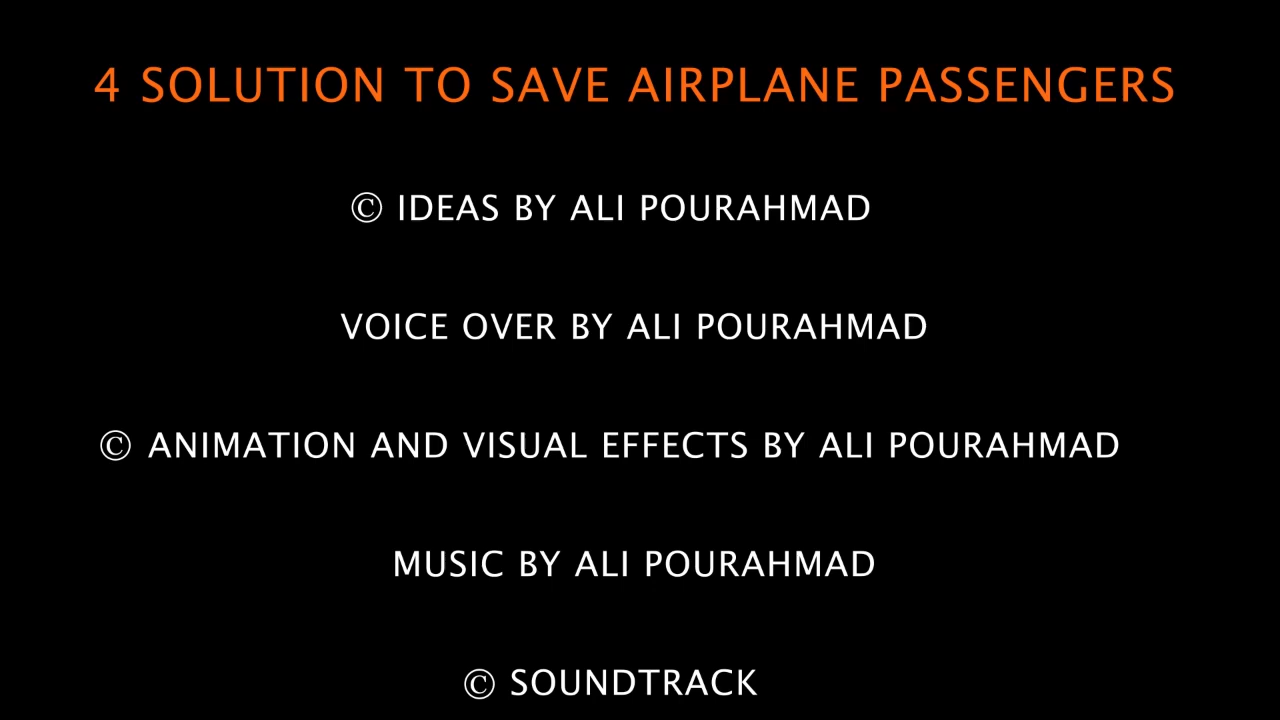 4 SOLUTION TO SAVE AIRPLANE PASSENGERS
© IDEAS BY ALI POURAHMAD
VOICE OVER BY ALI POURAHMAD
© ANIMATION AND VISUAL EFFECTS BY ALI POURAHMAD
MUSIC BY ALI POURAHMAD
© SOUNDTRACK